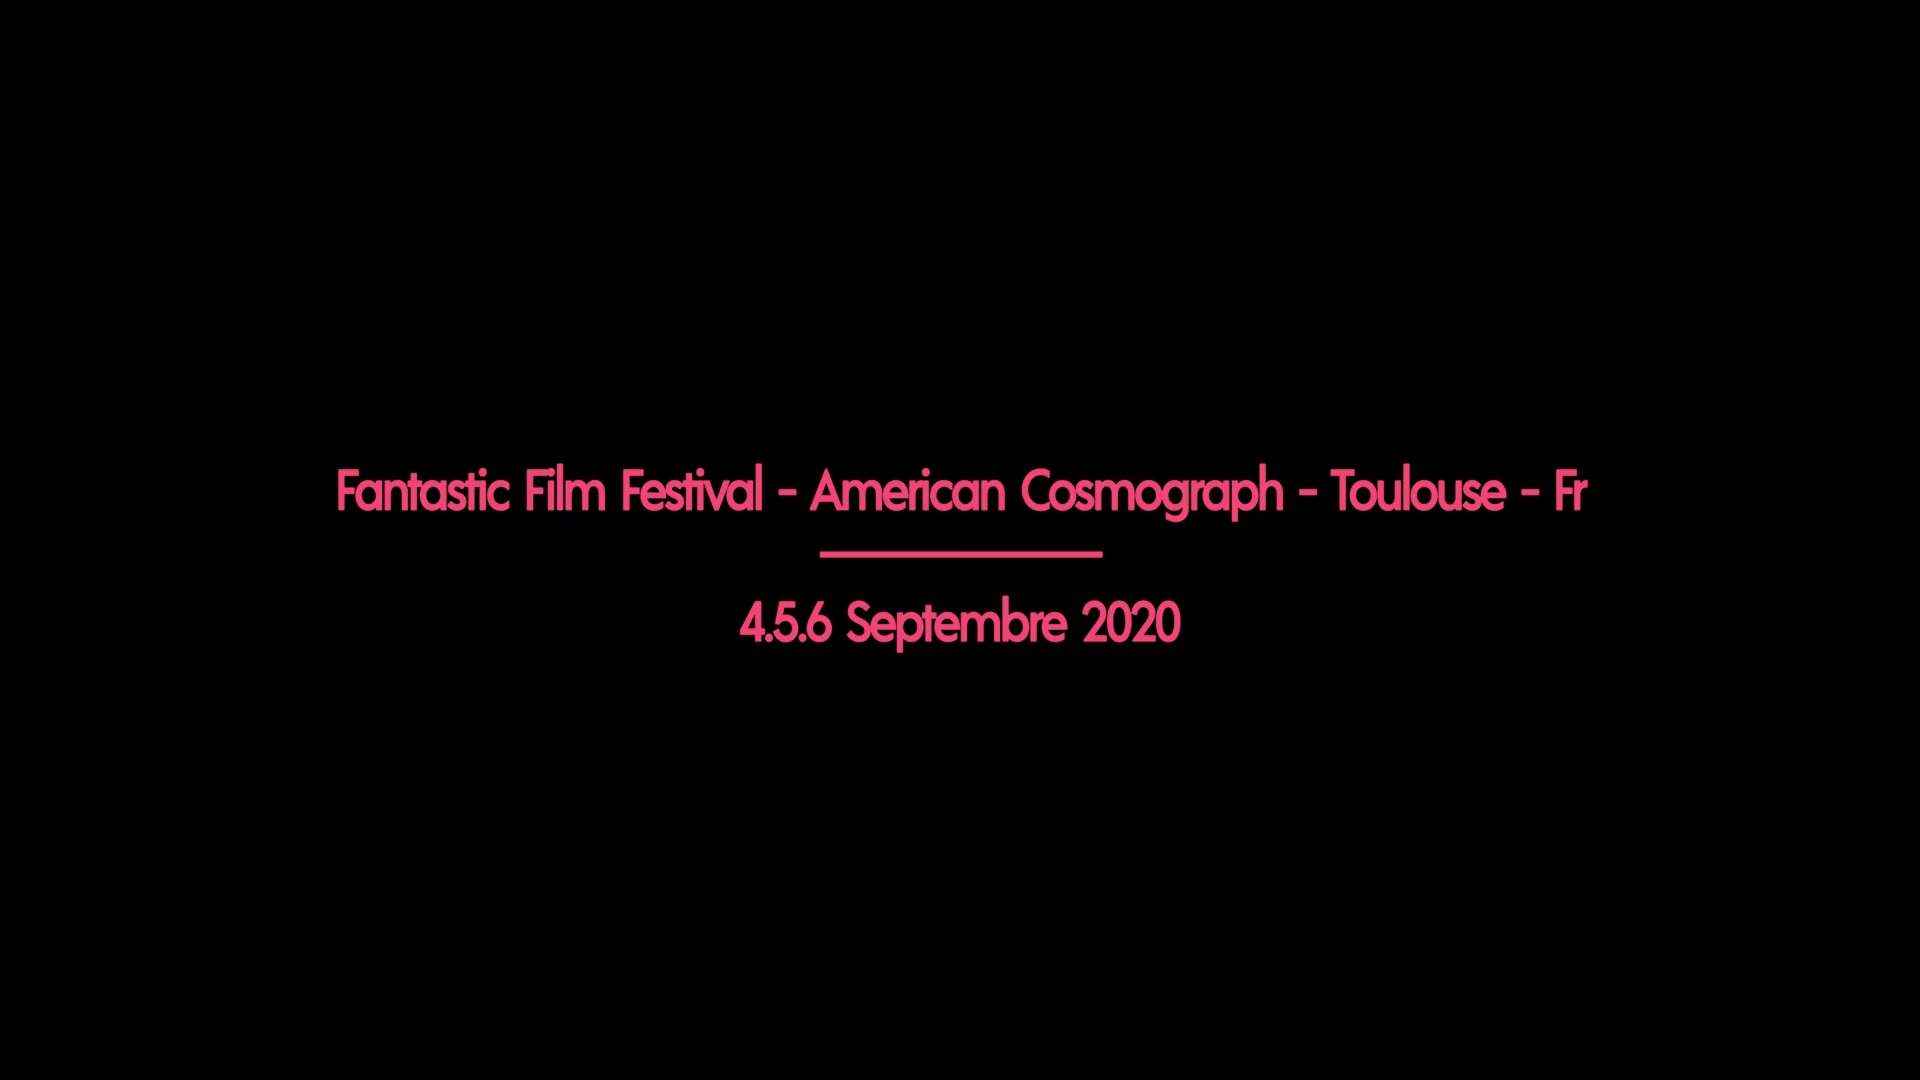 Fantastic Film Festival - American Cosmograph - Toulouse - Fr
4.5.6 Septembre 2020